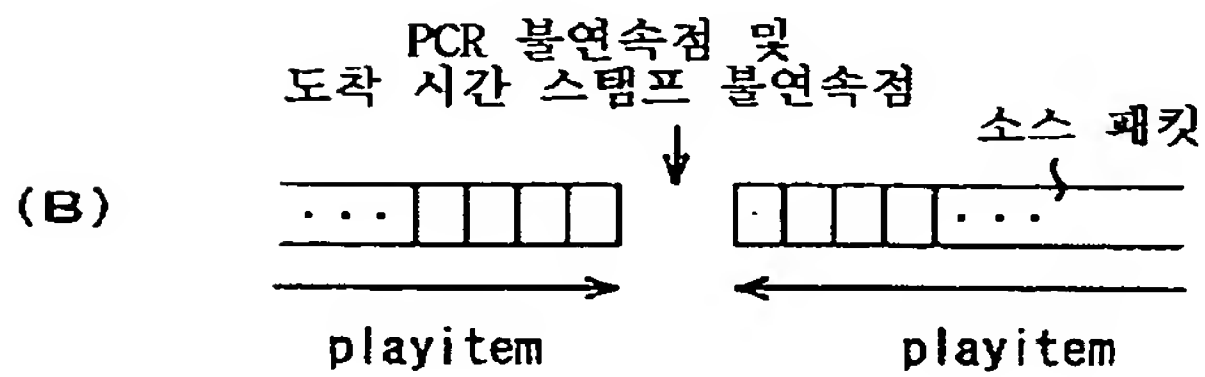 PCR 불연속점 및
도착 시간 스탬프 불연속점
소스 패킷
(B)
· · ·
· · ·
playitem
playitem